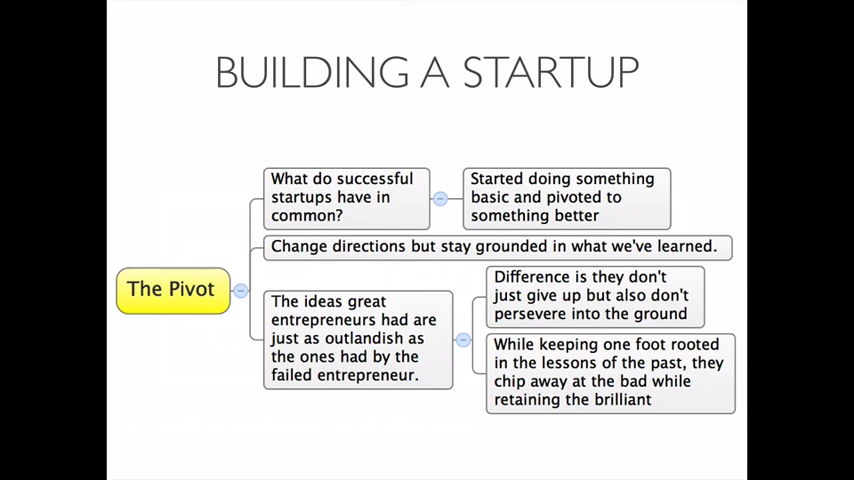 BUILDING A STARTUP
The Pivot
What do successful
startups have in
common?
Started doing something
basic and pivoted to
something better
Change directions but stay grounded in what we've learned.
The ideas great
entrepreneurs had are
just as outlandish as
the ones had by the
failed entrepreneur.
Difference is they don't
just give up but also don't
persevere into the ground
While keeping one foot rooted
in the lessons of the past, they
chip away at the bad while
retaining the brilliant